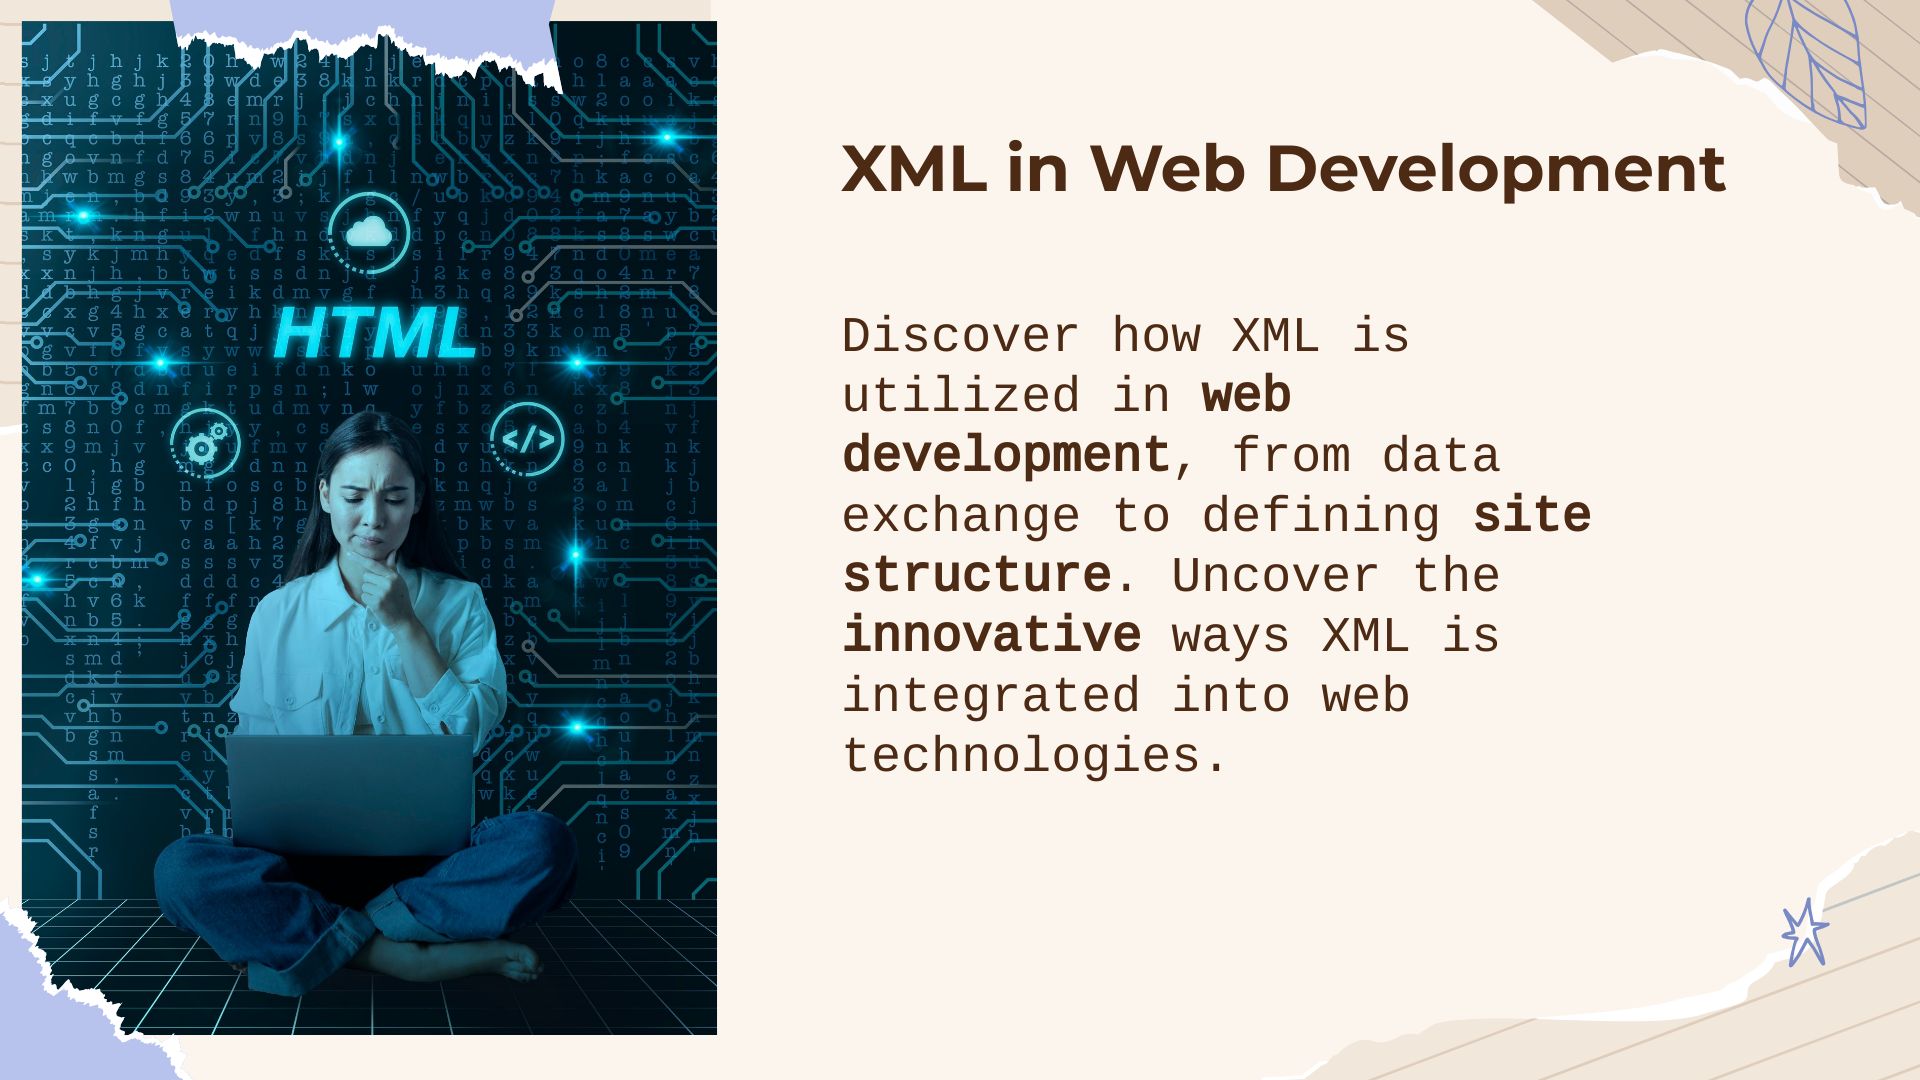 XML in Web Development
Discover how XML is
utilized in web
development, from data
exchange to defining site
structure. Uncover the
innovative ways XML is
integrated into web
technologies.
HTML
</>